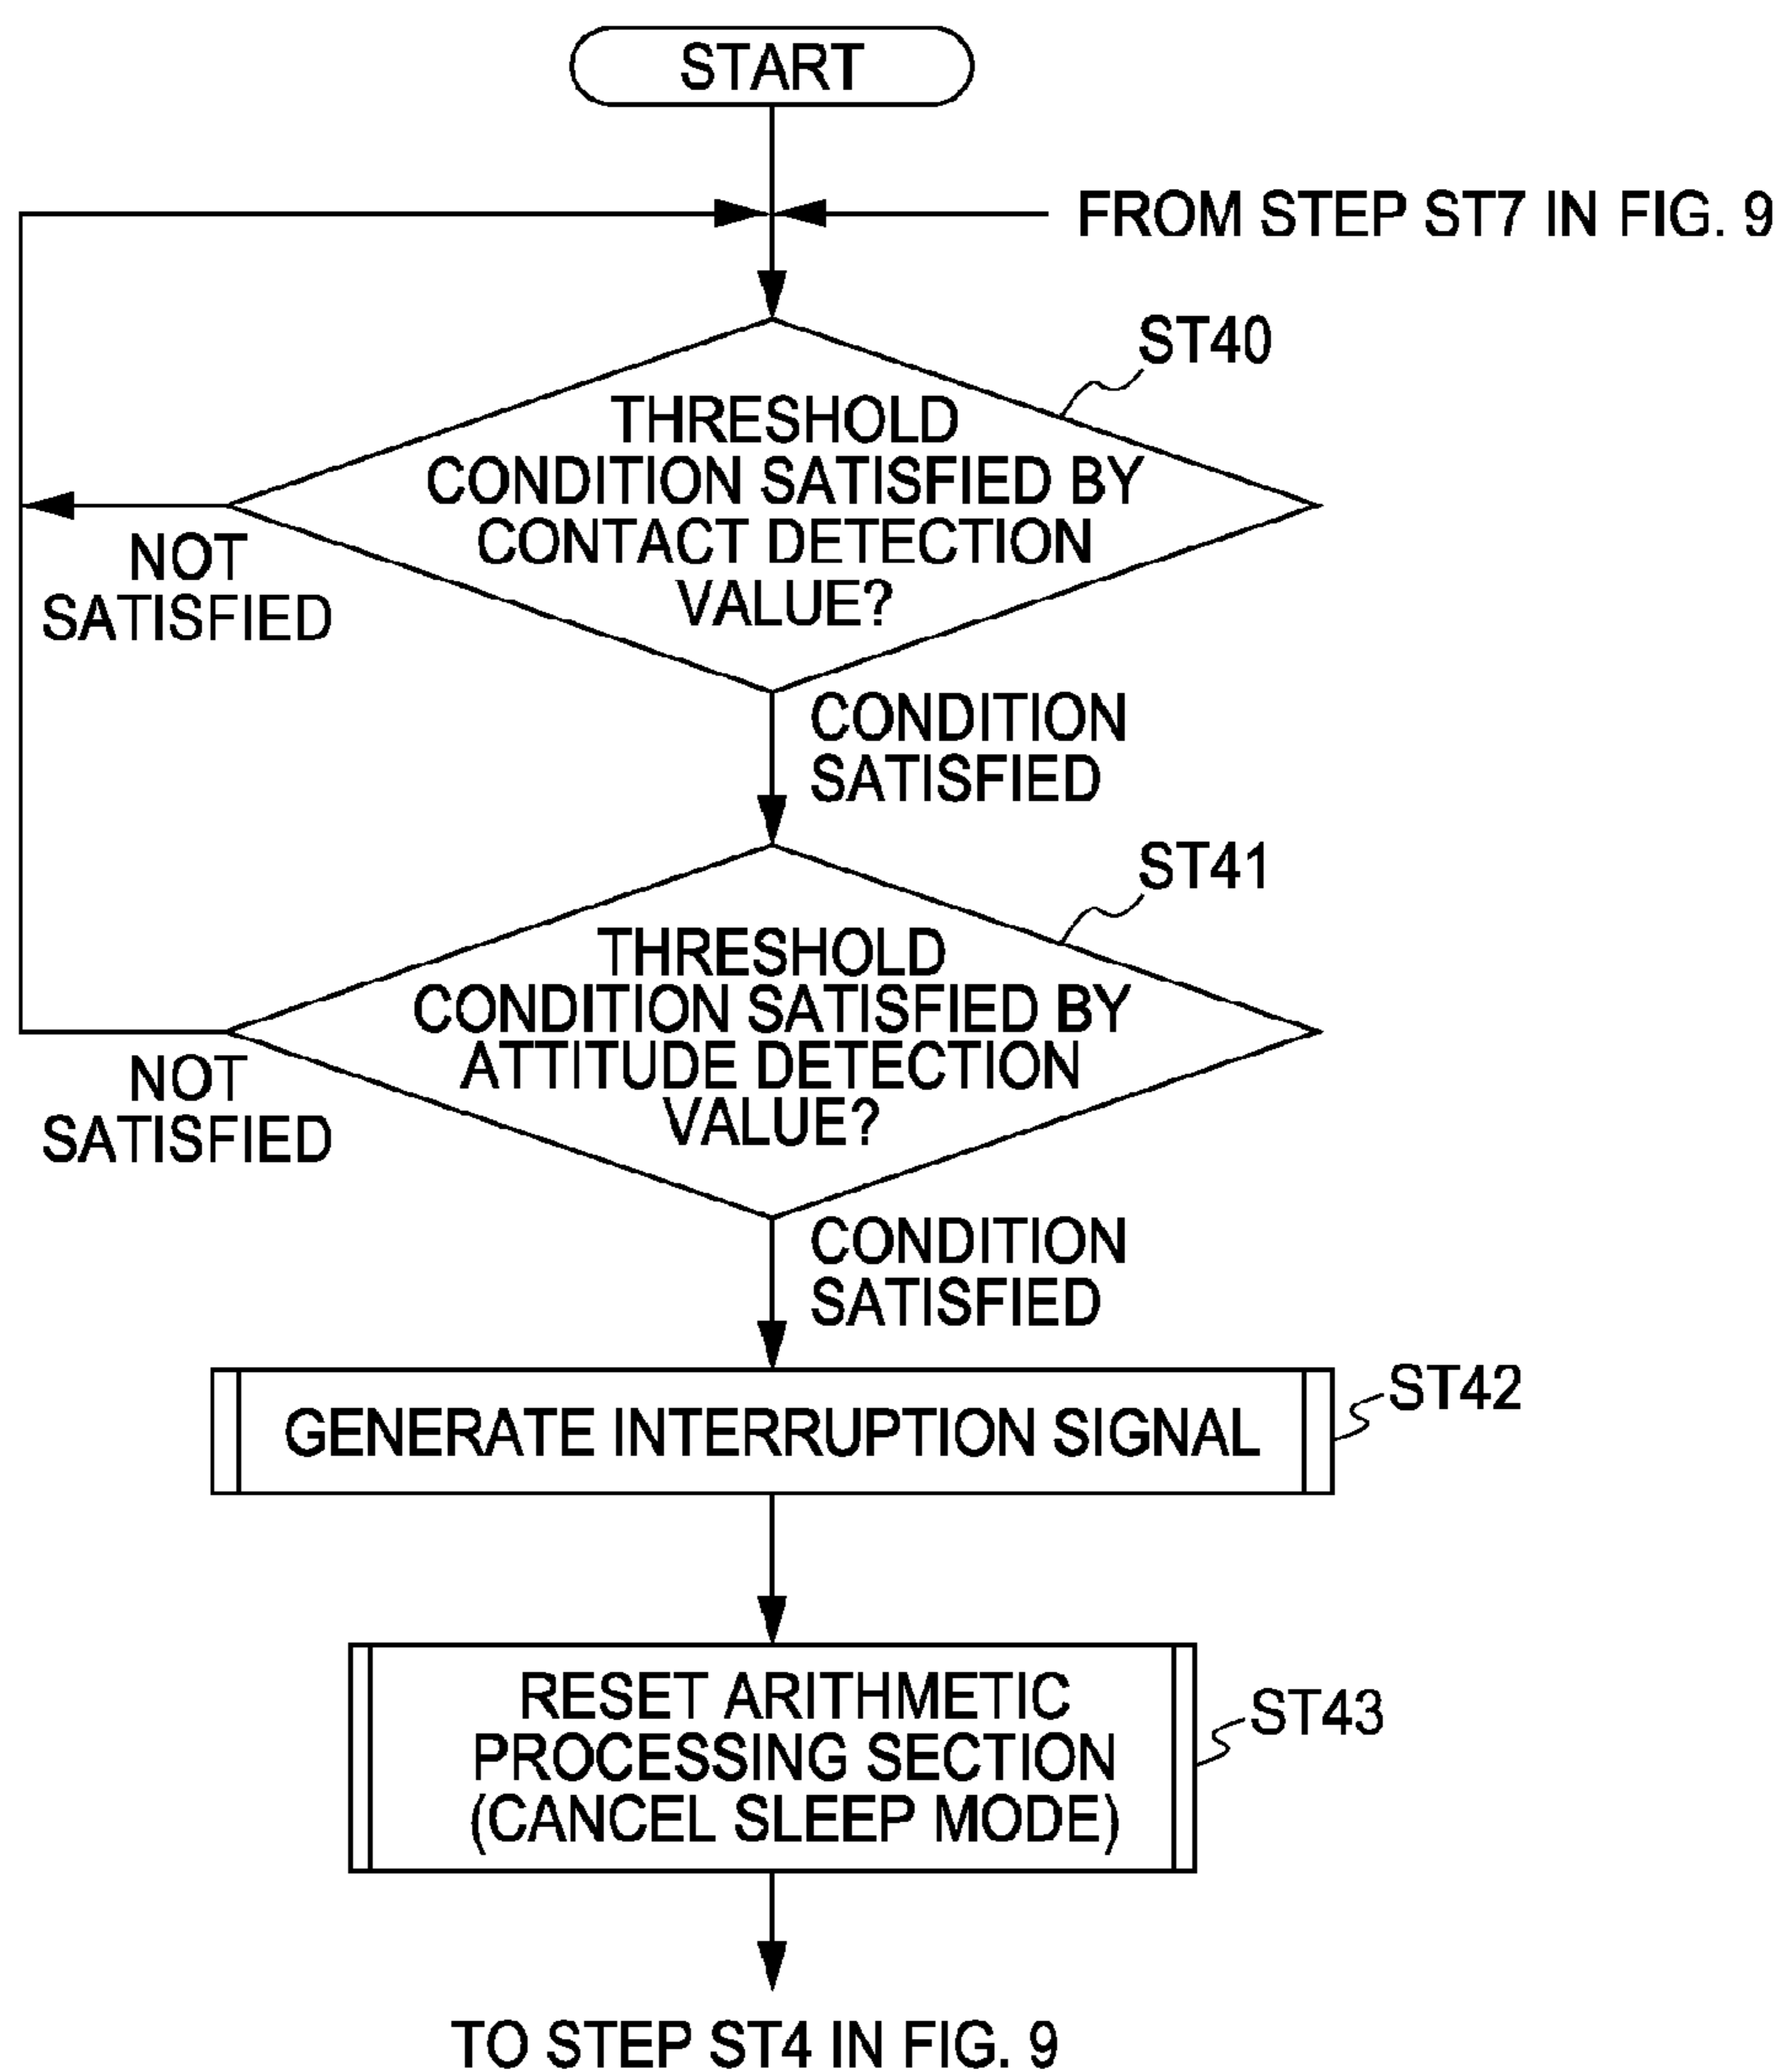 START
FROM STEP ST7 IN FIG. 9
ST40
THRESHOLD
CONDITION SATISFIED BY
CONTACT DETECTION
VALUE?
NOT
SATISFIED
CONDITION
SATISFIED
ST41
THRESHOLD
CONDITION SATISFIED BY
ATTITUDE DETECTION
VALUE?
NOT
SATISFIED
CONDITION
SATISFIED
ST42
GENERATE INTERRUPTION SIGNAL
RESET ARITHMETIC
PROCESSING SECTION
(CANCEL SLEEP MODE)
ST43
TO STEP ST4 IN FIG. 9